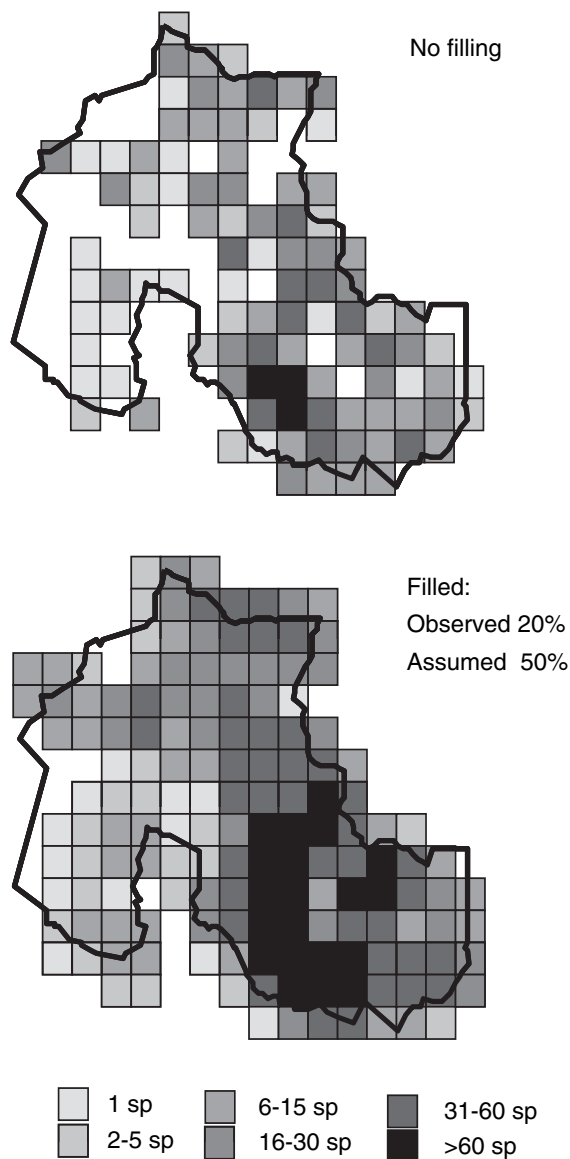 No filling
Filled:
Observed 20%
Assumed 50%
1 sp
6-15 sp
31-60 sp
2-5 sp
16-30 sp
>60 sp